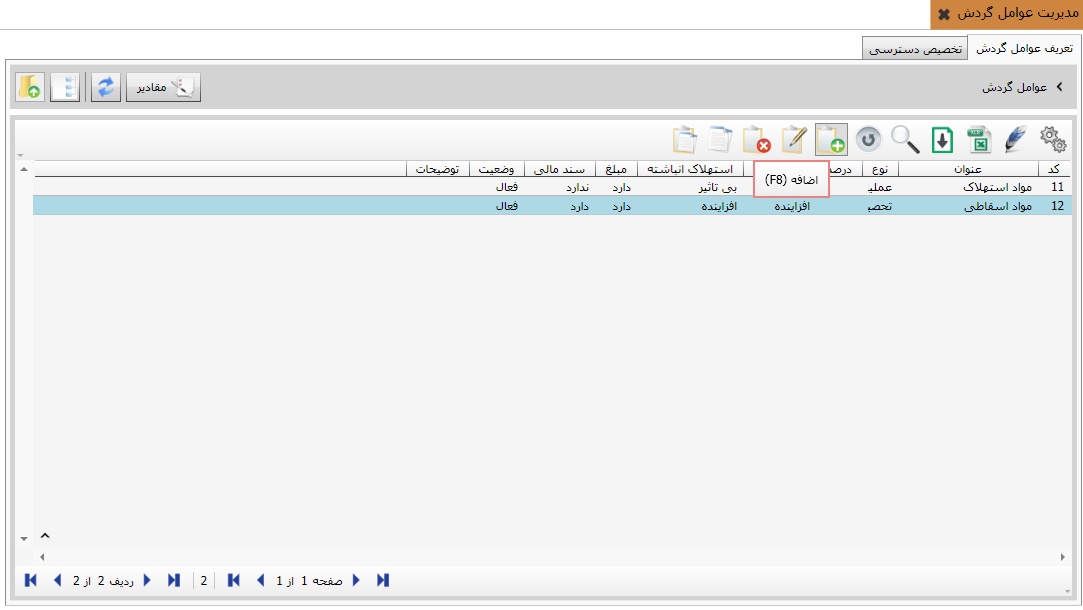 مدیریت عوامل گردش
تعریف عوامل گردش
تخصیص دسترسی
عوامل گردش
مقادیر
کد عنوان نوع درصد استهلاک انباشته مبلغ سند مالی وضعیت توضیحات
اضافه (F8)
11 مواد استهلاک عملیـ بی تاثیر دارد ندارد فعال
12 مواد اسقاطی تحصیـ افزاینده افزاینده دارد دارد فعال
ردیف 2 از 2
2
صفحه 1 از 1